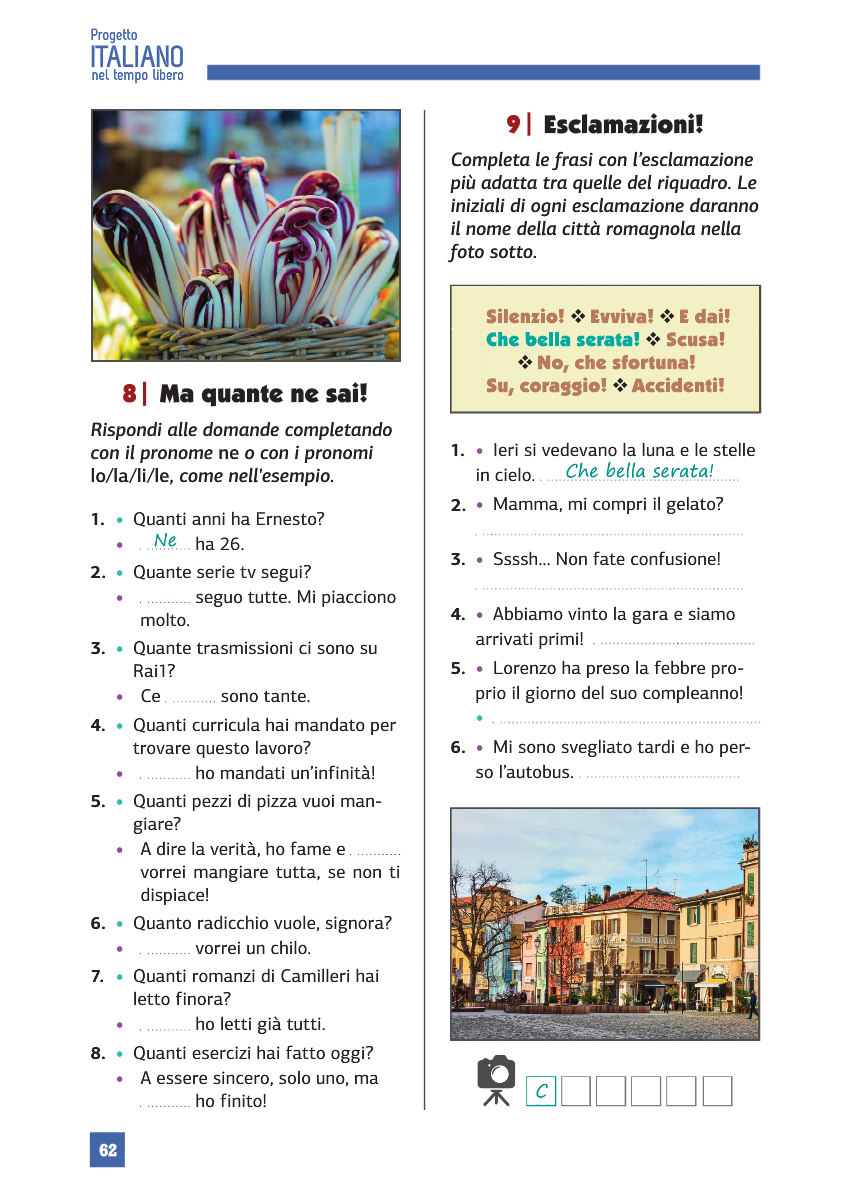 Progetto
ITALIANO
nel tempo libero
8| Ma quante ne sai!
Rispondi alle domande completando
con il pronome ne o con i pronomi
lo/la/li/le, come nell'esempio.
1. • Quanti anni ha Ernesto?
• . Ne ........ ha 26.
2. • Quante serie tv segui?
• . ........... seguo tutte. Mi piacciono
molto.
3. • Quante trasmissioni ci sono su
Rai1?
• Ce . ........... sono tante.
4. • Quanti curricula hai mandato per
trovare questo lavoro?
• . ........... ho mandati un'infinità!
5. • Quanti pezzi di pizza vuoi man-
giare?
• A dire la verità, ho fame e . ...........
vorrei mangiare tutta, se non ti
dispiace!
6. • Quanto radicchio vuole, signora?
• . ........... vorrei un chilo.
7. • Quanti romanzi di Camilleri hai
letto finora?
• . ........... ho letti già tutti.
8. • Quanti esercizi hai fatto oggi?
• A essere sincero, solo uno, ma
. ........... ho finito!
9| Esclamazioni!
Completa le frasi con l'esclamazione
più adatta tra quelle del riquadro. Le
iniziali di ogni esclamazione daranno
il nome della città romagnola nella
foto sotto.
Silenzio! ❖ Evviva! ❖ E dai!
Che bella serata! ❖ Scusa!
❖ No, che sfortuna!
Su, coraggio! ❖ Accidenti!
1. • Ieri si vedevano la luna e le stelle
in cielo. . Che bella serata!
2. • Mamma, mi compri il gelato?
3. • Ssssh... Non fate confusione!
4. • Abbiamo vinto la gara e siamo
arrivati primi!
5. • Lorenzo ha preso la febbre pro-
prio il giorno del suo compleanno!
•
6. • Mi sono svegliato tardi e ho per-
so l'autobus.
C
62